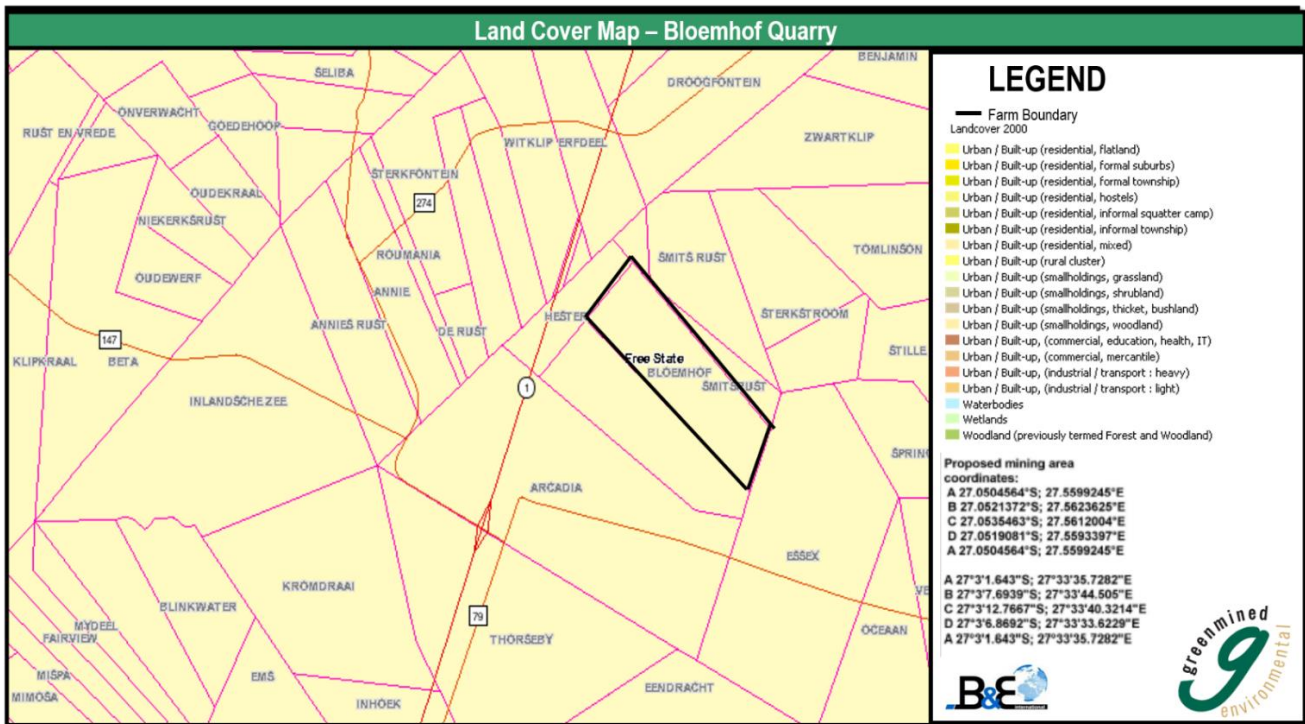 Land Cover Map – Bloemhof Quarry
BENJAMIN
SELIBA
DROOGFONTEIN
ONVERWACHT
RUST EN VREDE
GOEDEHOOP
ZWARTKLIP
WITKLIP ERFDEEL
STERKFONTEIN
OUDEKRAAL
274
NIEKERKSRUST
TOMLINSON
ROUMANIA
SMITS RUST
OUDEWERF
ANNIE
STERKSTROOM
HESTER
ANNIES RUST
DE RUST
147
STILLE
KLIPKRAAL
BETA
Free State
BLOEMHOF
SMITSRUST
1
INLANDSCHE ZEE
SPRING
ARCADIA
ESSEX
KROMDRAAI
VE
BLINKWATER
79
MYDEEL
FAIRVIEW
THORSEBY
OCEAAN
MISPA
EMS
EENDRACHT
MIMOSA
INHOEK
LEGEND
Farm Boundary
Landcover 2000
Urban / Built-up (residential, flatland)
Urban / Built-up (residential, formal suburbs)
Urban / Built-up (residential, formal township)
Urban / Built-up (residential, hostels)
Urban / Built-up (residential, informal squatter camp)
Urban / Built-up (residential, informal township)
Urban / Built-up (residential, mixed)
Urban / Built-up (rural cluster)
Urban / Built-up (smallholdings, grassland)
Urban / Built-up (smallholdings, shrubland)
Urban / Built-up (smallholdings, thicket, bushland)
Urban / Built-up (smallholdings, woodland)
Urban / Built-up, (commercial, education, health, IT)
Urban / Built-up, (commercial, mercantile)
Urban / Built-up, (industrial / transport : heavy)
Urban / Built-up, (industrial / transport : light)
Waterbodies
Wetlands
Woodland (previously termed Forest and Woodland)
Proposed mining area
coordinates:
A 27.0504564°S; 27.5599245°E
B 27.0521372°S; 27.5623625°E
C 27.0535463°S; 27.5612004°E
D 27.0519081°S; 27.5593397°E
A 27.0504564°S; 27.5599245°E
A 27°3'1.643"S; 27°33'35.7282"E
B 27°3'7.6939"S; 27°33'44.505"E
C 27°3'12.7667"S; 27°33'40.3214"E
D 27°3'6.8692"S; 27°33'33.6229"E
A 27°3'1.643"S; 27°33'35.7282"E
B&E
international
greenmined
environmental